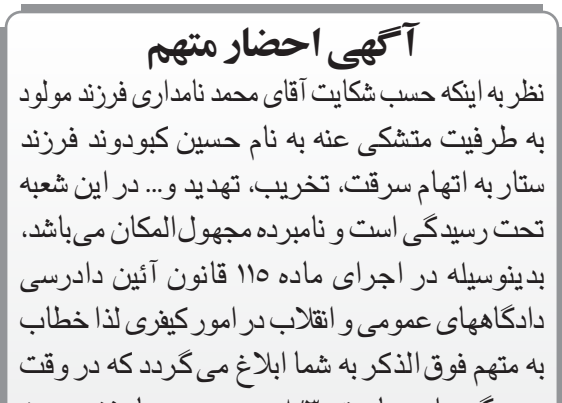 آگهی احضار متهم
نظر به اینکه حسب شکایت آقای محمد نامداری فرزند مولود
به طرفیت متشکی عنه به نام حسین کبودوند فرزند
ستار به اتهام سرقت، تخریب، تهدید و... در این شعبه
تحت رسیدگی است و نامبرده مجهول‌المکان می‌باشد،
بدینوسیله در اجرای ماده ۱۱۵ قانون آئین دادرسی
دادگاههای عمومی و انقلاب در امور کیفری لذا خطاب
به متهم فوق‌الذکر به شما ابلاغ می‌گردد که در وقت